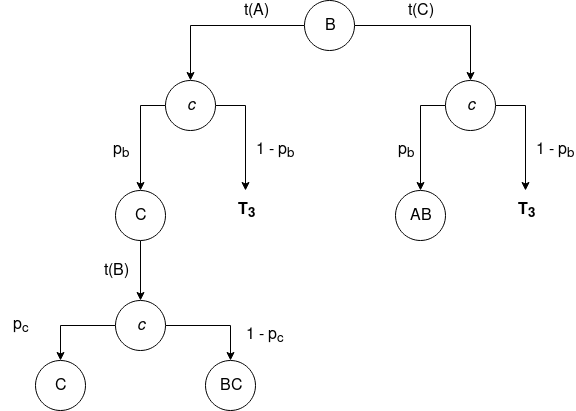 t(A) B t(C)
c c
p_b 1 - p_b p_b 1 - p_b
C T_3 AB T_3
t(B)
p_c c 1 - p_c
C BC